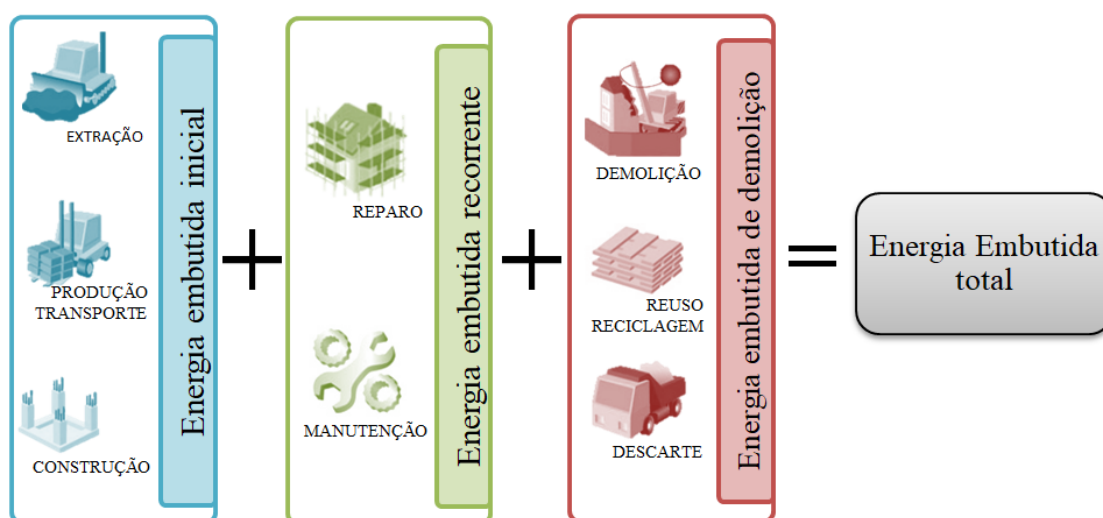 EXTRAÇÃO
PRODUÇÃO
TRANSPORTE
CONSTRUÇÃO
Energia embutida inicial
+
REPARO
MANUTENÇÃO
Energia embutida recorrente
+
DEMOLIÇÃO
REUSO
RECICLAGEM
DESCARTE
Energia embutida de demolição
=
Energia Embutida
total